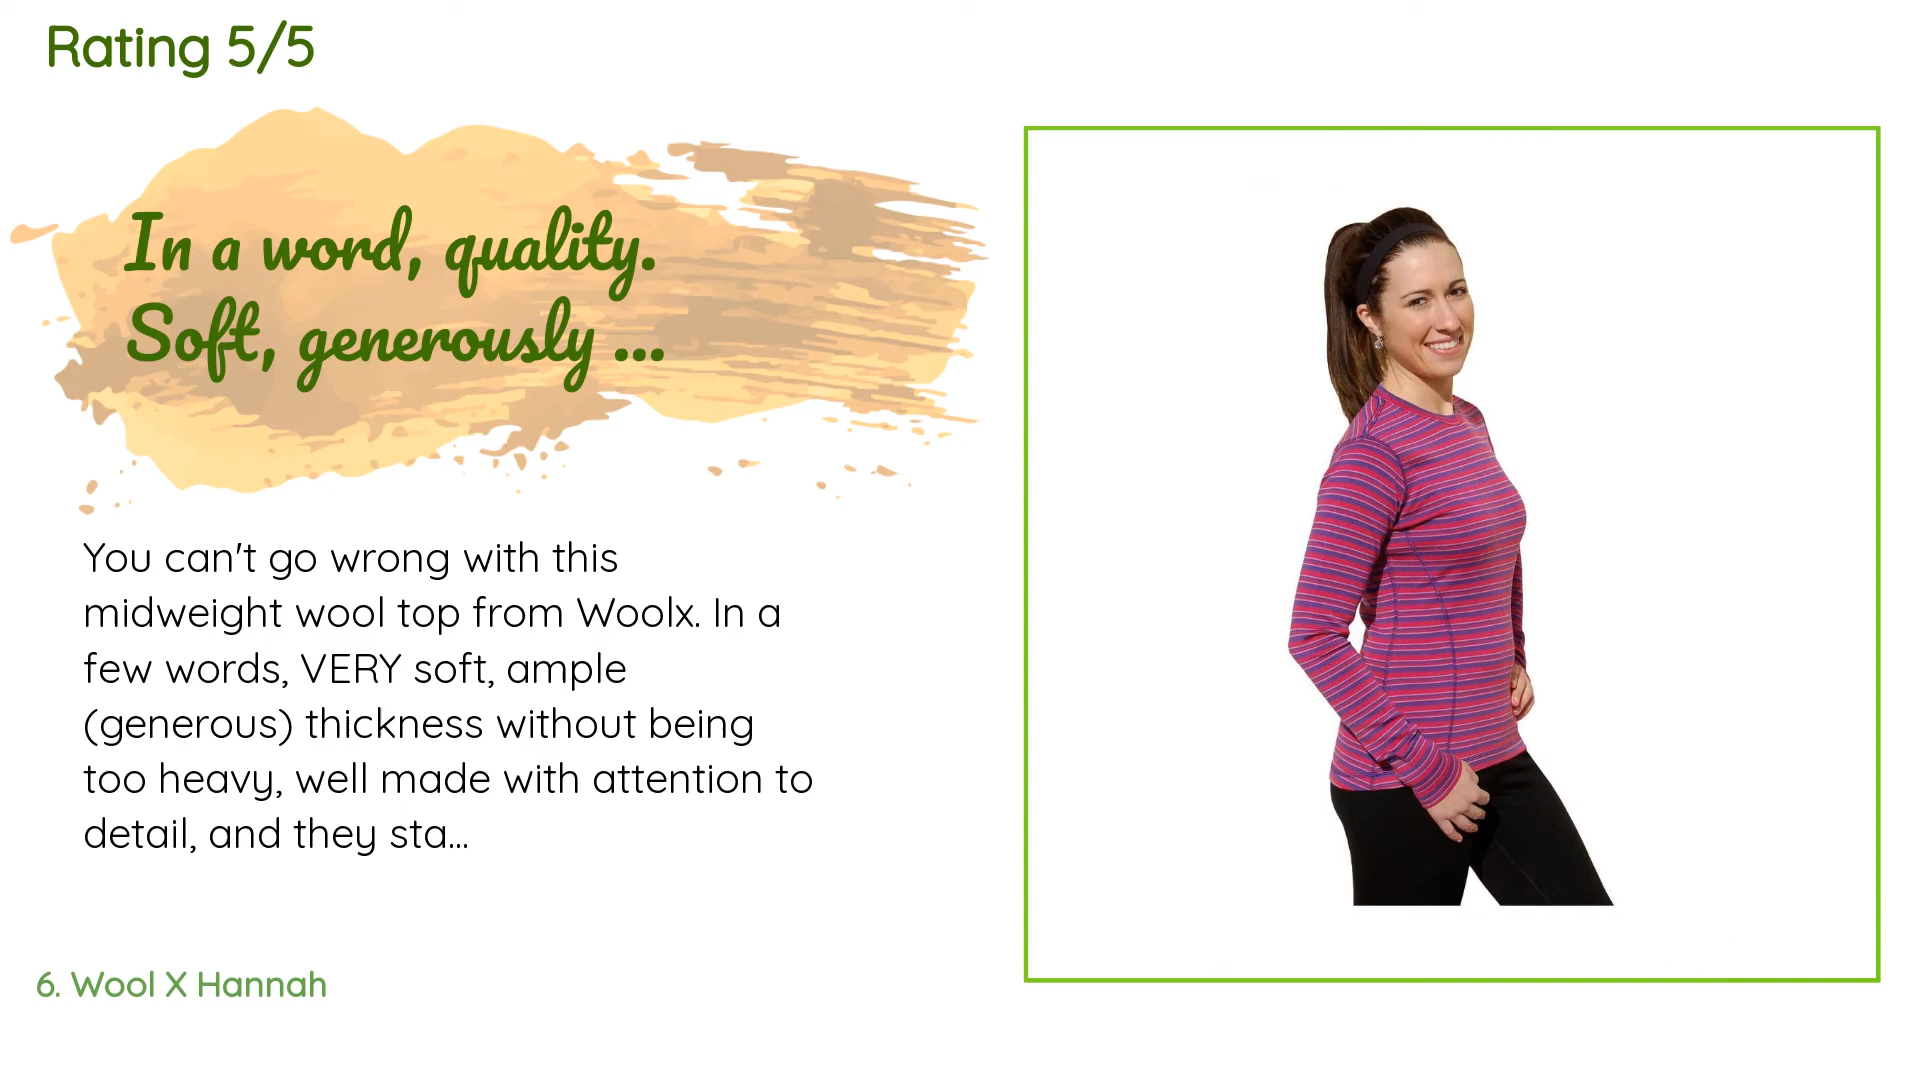 Rating 5/5
In a word, quality.
Soft, generously ...
You can't go wrong with this
midweight wool top from Woolx. In a
few words, VERY soft, ample
(generous) thickness without being
too heavy, well made with attention to
detail, and they sta...
6. Wool X Hannah